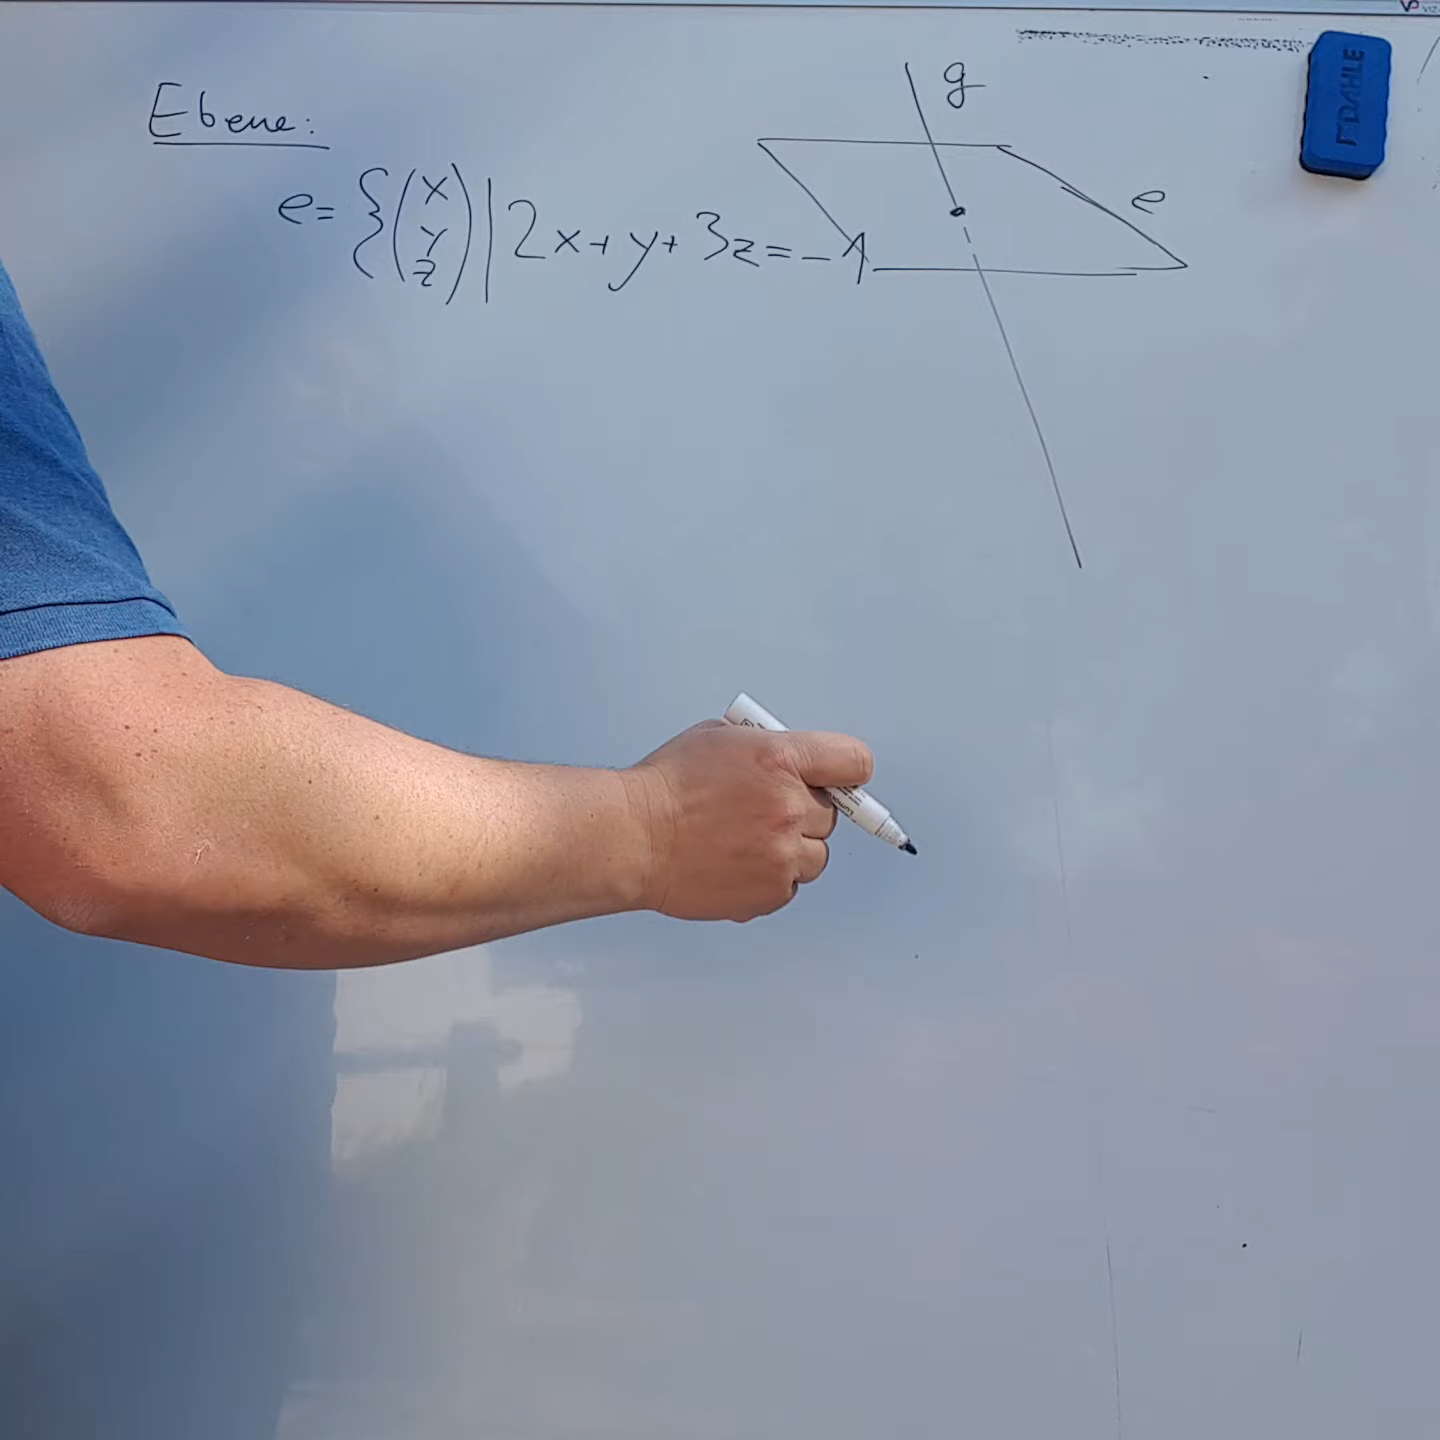 Ebene:
g
e
e = {(x y z) | 2x + y + 3z = -1
DAHLE